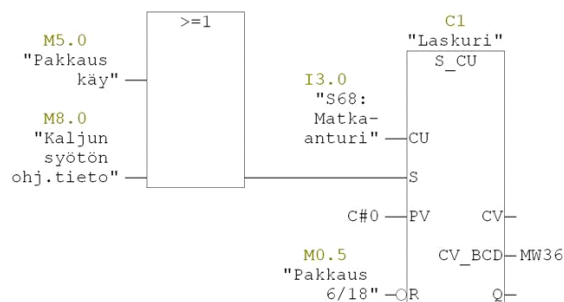 >=1
M5.0
"Pakkaus
käy"
M8.0
"Kaljun
syötön
ohj.tieto"
C1
"Laskuri"
S_CU
I3.0
"S68:
Matka-
anturi"
CU
S
C#0
PV
CV
CV_BCD
MW36
M0.5
"Pakkaus
6/18"
R
Q